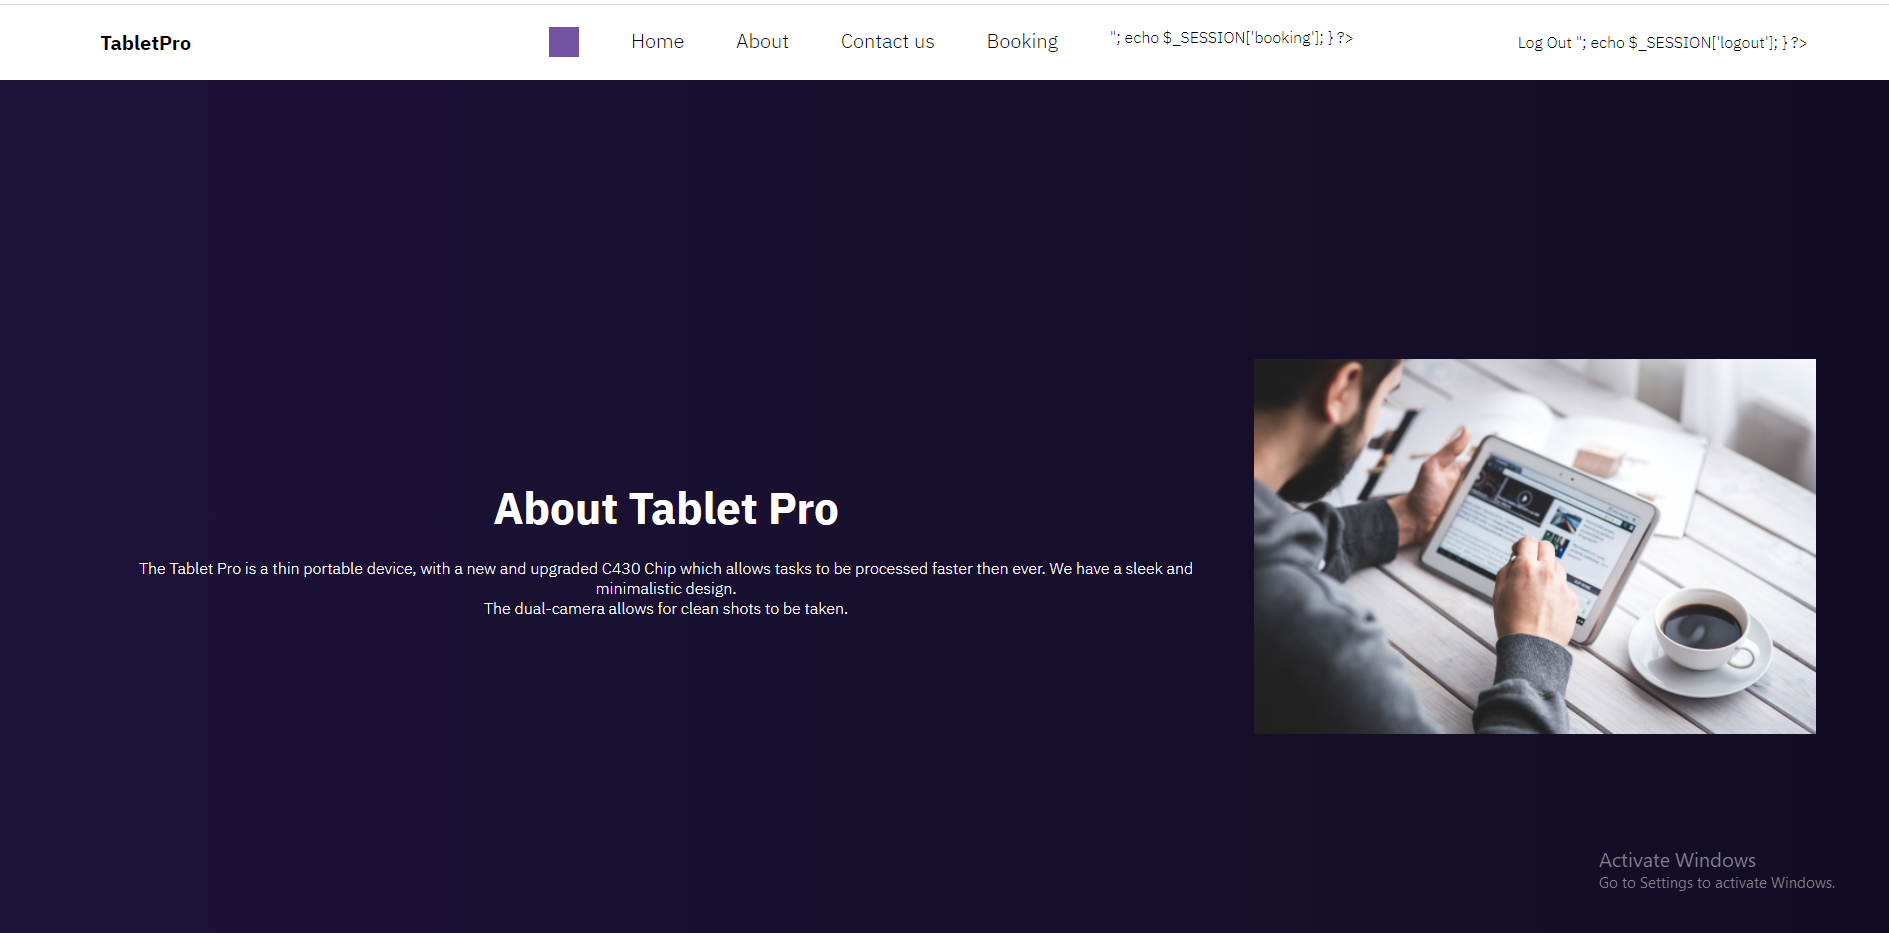 TabletPro
Home
About
Contact us
Booking
"; echo $_SESSION['booking']; } ?>
Log Out "; echo $_SESSION['logout']; } ?>
About Tablet Pro
The Tablet Pro is a thin portable device, with a new and upgraded C430 Chip which allows tasks to be processed faster then ever. We have a sleek and
minimalistic design.
The dual-camera allows for clean shots to be taken.
Activate Windows
Go to Settings to activate Windows.